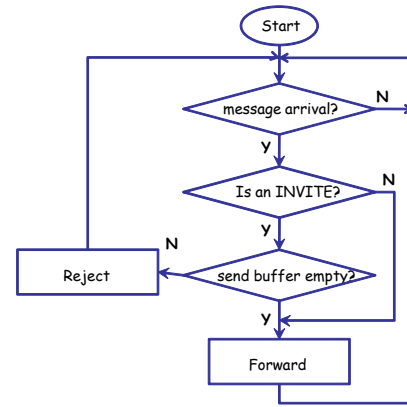 Start
message arrival?
N
Y
Is an INVITE?
N
Y
N
send buffer empty?
Reject
Y
Forward